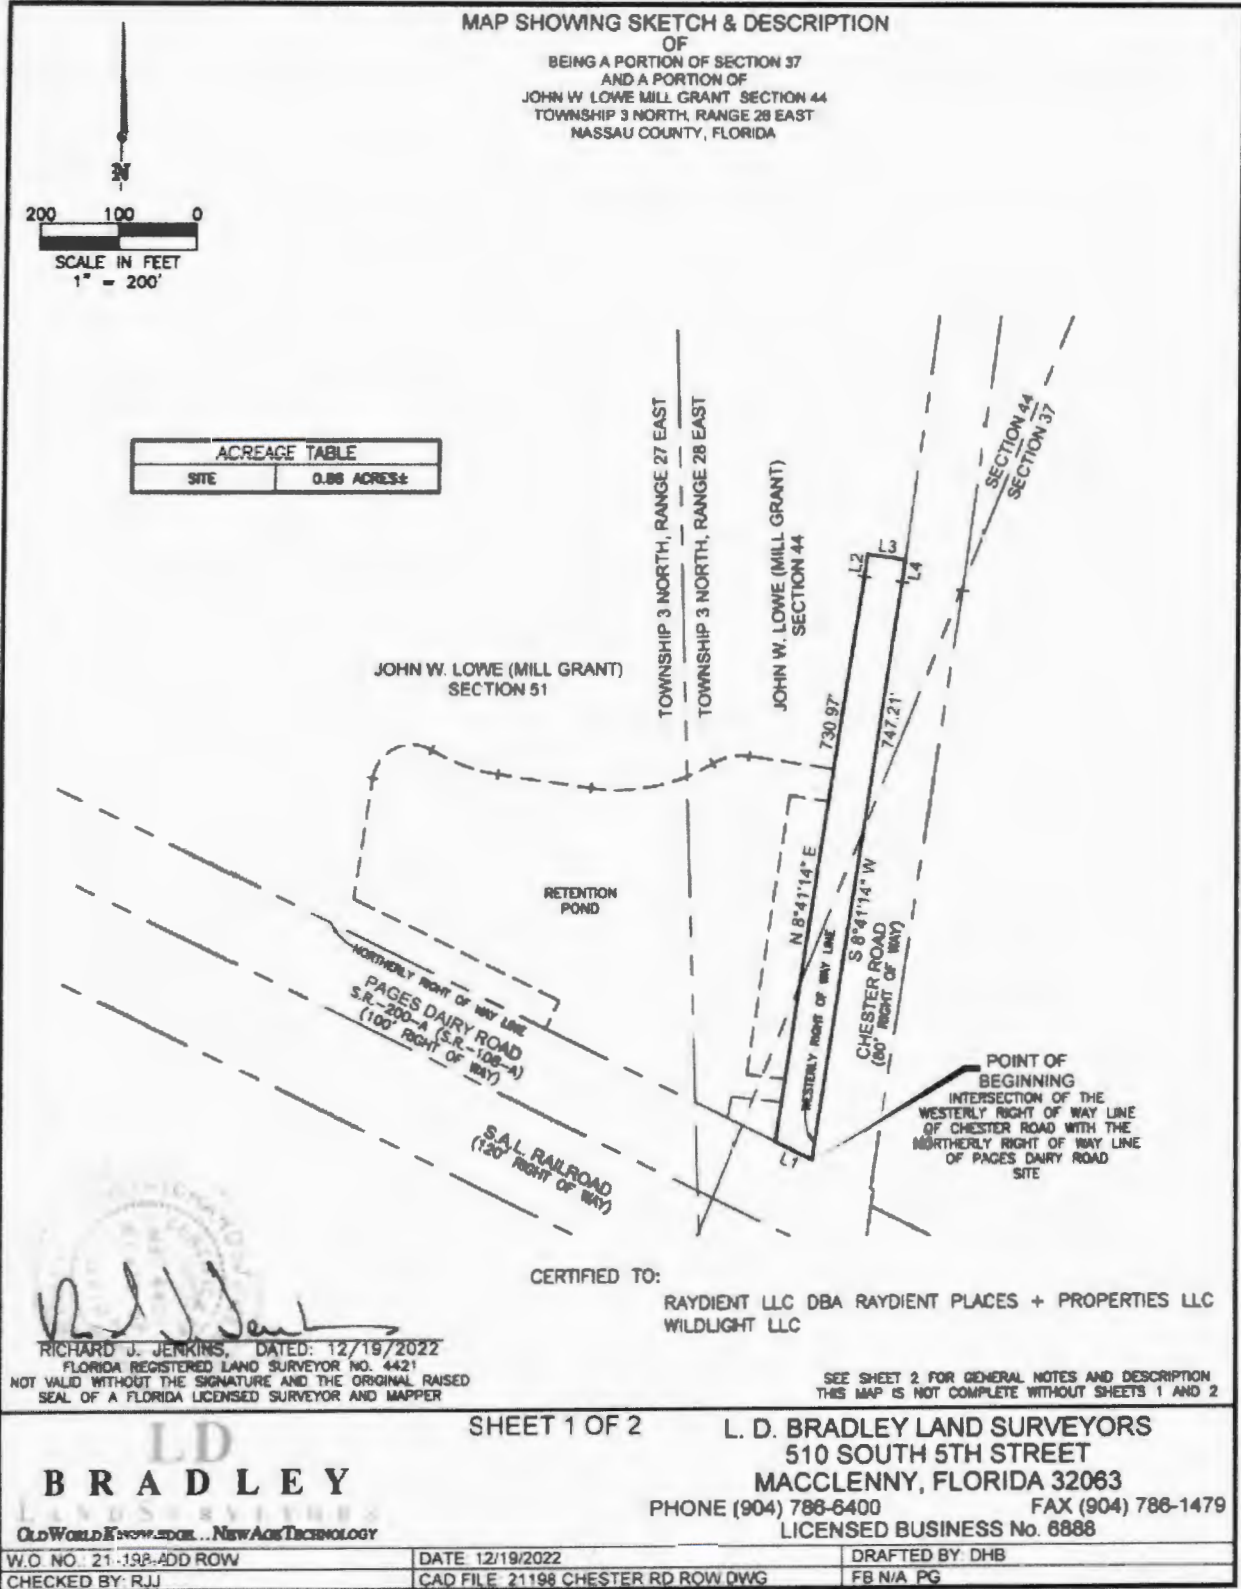 MAP SHOWING SKETCH & DESCRIPTION
OF
BEING A PORTION OF SECTION 37
AND A PORTION OF
JOHN W LOWE MILL GRANT SECTION 44
TOWNSHIP 3 NORTH, RANGE 28 EAST
NASSAU COUNTY, FLORIDA
N
200 100 0
SCALE IN FEET
1" = 200'
ACREAGE TABLE
SITE 0.86 ACRES±
TOWNSHIP 3 NORTH, RANGE 27 EAST
TOWNSHIP 3 NORTH, RANGE 28 EAST
JOHN W. LOWE (MILL GRANT)
SECTION 44
SECTION 44
SECTION 37
L2
L3
L4
JOHN W. LOWE (MILL GRANT)
SECTION 51
730.97'
747.21'
RETENTION
POND
N 8°41'14" E
S 8°41'14" W
WESTERLY RIGHT OF WAY LINE
CHESTER ROAD
(80' RIGHT OF WAY)
NORTHERLY RIGHT OF WAY LINE
PAGES DAIRY ROAD
S.R.-200-A (S.R.-108-A)
(100' RIGHT OF WAY)
S.A.L. RAILROAD
(120' RIGHT OF WAY)
L1
POINT OF
BEGINNING
INTERSECTION OF THE
WESTERLY RIGHT OF WAY LINE
OF CHESTER ROAD WITH THE
NORTHERLY RIGHT OF WAY LINE
OF PAGES DAIRY ROAD
SITE
CERTIFIED TO:
RAYDIENT LLC DBA RAYDIENT PLACES + PROPERTIES LLC
WILDLIGHT LLC
RICHARD J. JENKINS, DATED: 12/19/2022
FLORIDA REGISTERED LAND SURVEYOR NO. 4421
NOT VALID WITHOUT THE SIGNATURE AND THE ORIGINAL RAISED
SEAL OF A FLORIDA LICENSED SURVEYOR AND MAPPER
SEE SHEET 2 FOR GENERAL NOTES AND DESCRIPTION
THIS MAP IS NOT COMPLETE WITHOUT SHEETS 1 AND 2
LD
BRADLEY
LAND SURVEYORS
OLD WORLD KNOWLEDGE...NEW AGE TECHNOLOGY
SHEET 1 OF 2
L. D. BRADLEY LAND SURVEYORS
510 SOUTH 5TH STREET
MACCLENNY, FLORIDA 32063
PHONE (904) 786-6400 FAX (904) 786-1479
LICENSED BUSINESS No. 6888
W.O. NO.: 21-198-ADD ROW DATE: 12/19/2022 DRAFTED BY: DHB
CHECKED BY: RJJ CAD FILE: 21198 CHESTER RD ROW.DWG FB N/A PG